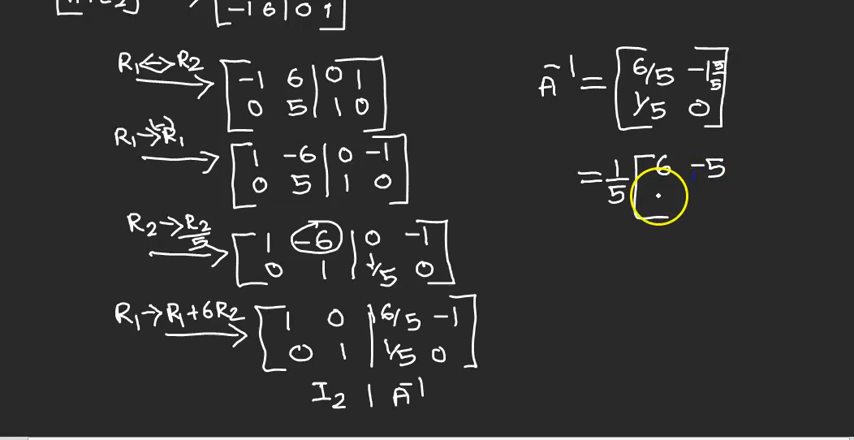 -1 6 | 0 1
R1 <-> R2 [ -1 6 | 0 1
0 5 | 1 0 ]
R1 -> (-)R1 [ 1 -6 | 0 -1
0 5 | 1 0 ]
R2 -> R2/5 [ 1 -6 | 0 -1
0 1 | 1/5 0 ]
R1 -> R1+6R2 [ 1 0 | 6/5 -1
0 1 | 1/5 0 ]
I2 | A^-1
A^-1 = [ 6/5 -1 5/5
1/5 0 ]
= 1/5 [ 6 -5